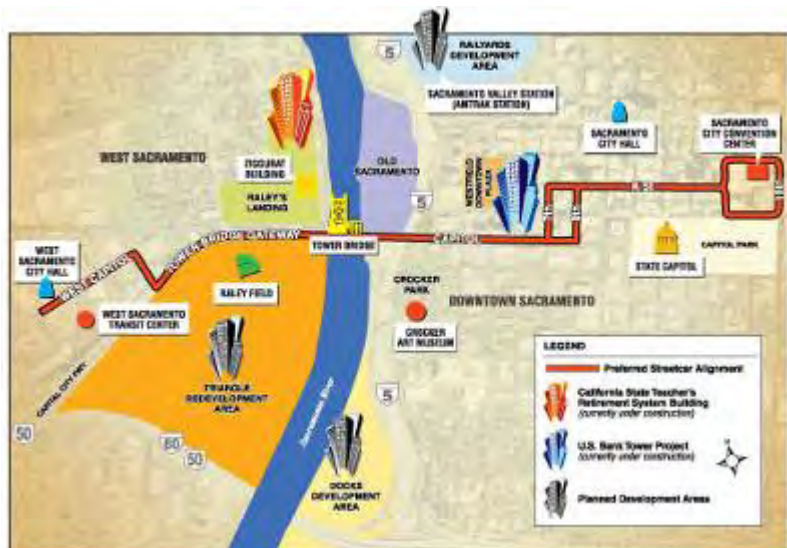 5
RAILYARDS
DEVELOPMENT
AREA
SACRAMENTO VALLEY STATION
(AMTRAK STATION)
SACRAMENTO
CITY HALL
SACRAMENTO
CITY CONVENTION
CENTER
WEST SACRAMENTO
ZIGGURAT
BUILDING
RALEY'S
LANDING
OLD
SACRAMENTO
5
WESTFIELD
DOWNTOWN
PLAZA
TOWER BRIDGE GATEWAY
TOWER BRIDGE
CAPITOL
STATE CAPITOL
CAPITOL PARK
WEST
SACRAMENTO
CITY HALL
WEST CAPITOL
RALEY FIELD
WEST SACRAMENTO
TRANSIT CENTER
CROCKER
PARK
DOWNTOWN SACRAMENTO
CROCKER
ART MUSEUM
TRIANGLE
REDEVELOPMENT
AREA
CAPITAL CITY FWY
Sacramento River
5
50
80
50
DOCKS
DEVELOPMENT
AREA
LEGEND
Preferred Streetcar Alignment
California State Teacher's
Retirement System Building
(currently under construction)
U.S. Bank Tower Project
(currently under construction)
N
Planned Development Areas